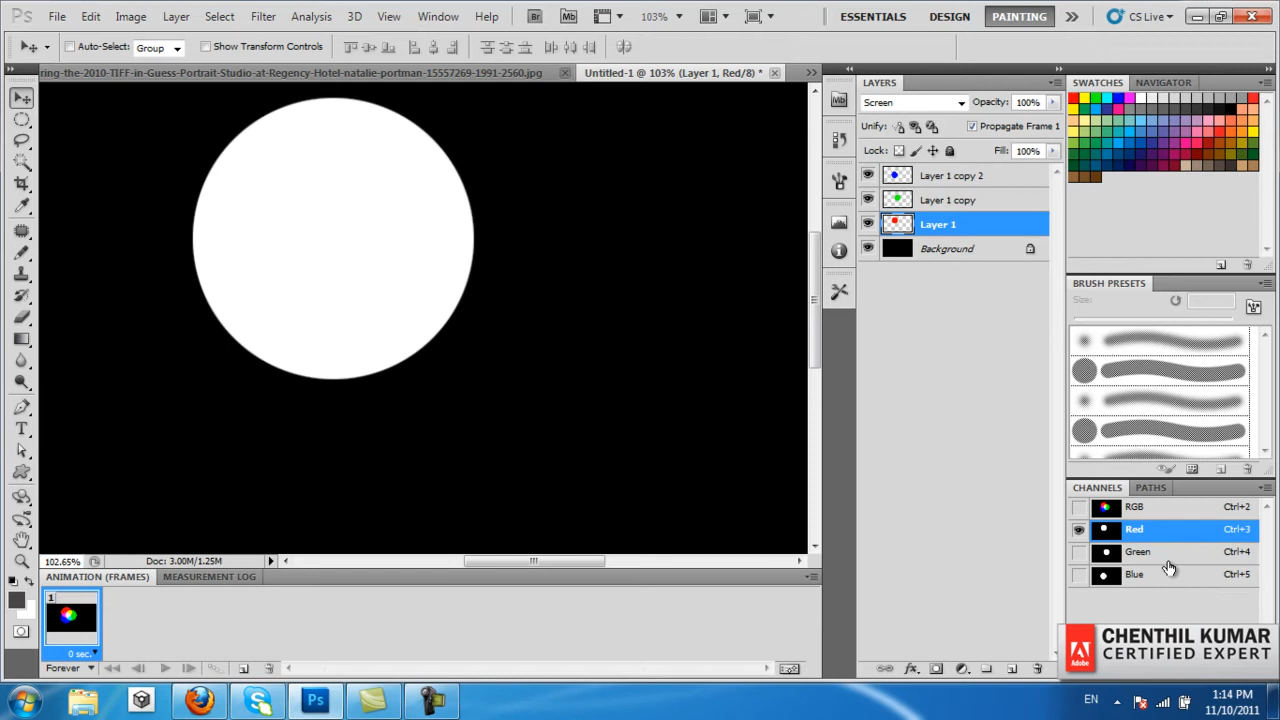 Ps File Edit Image Layer Select Filter Analysis 3D View Window Help Br Mb 103% ESSENTIALS DESIGN PAINTING CS Live
Auto-Select: Group Show Transform Controls
ring-the-2010-TIFF-in-Guess-Portrait-Studio-at-Regency-Hotel-natalie-portman-15557269-1991-2560.jpg
Untitled-1 @ 103% (Layer 1, Red/8) *
LAYERS
Screen Opacity: 100%
Unify: Propagate Frame 1
Lock: Fill: 100%
Layer 1 copy 2
Layer 1 copy
Layer 1
Background
Mb
SWATCHES NAVIGATOR
BRUSH PRESETS
Size:
CHANNELS PATHS
RGB Ctrl+2
Red Ctrl+3
Green Ctrl+4
Blue Ctrl+5
102.65% Doc: 3.00M/1.25M
ANIMATION (FRAMES) MEASUREMENT LOG
1
0 sec.
Forever
fx
Adobe
CHENTHIL KUMAR
CERTIFIED EXPERT
Ps
EN
1:14 PM
11/10/2011